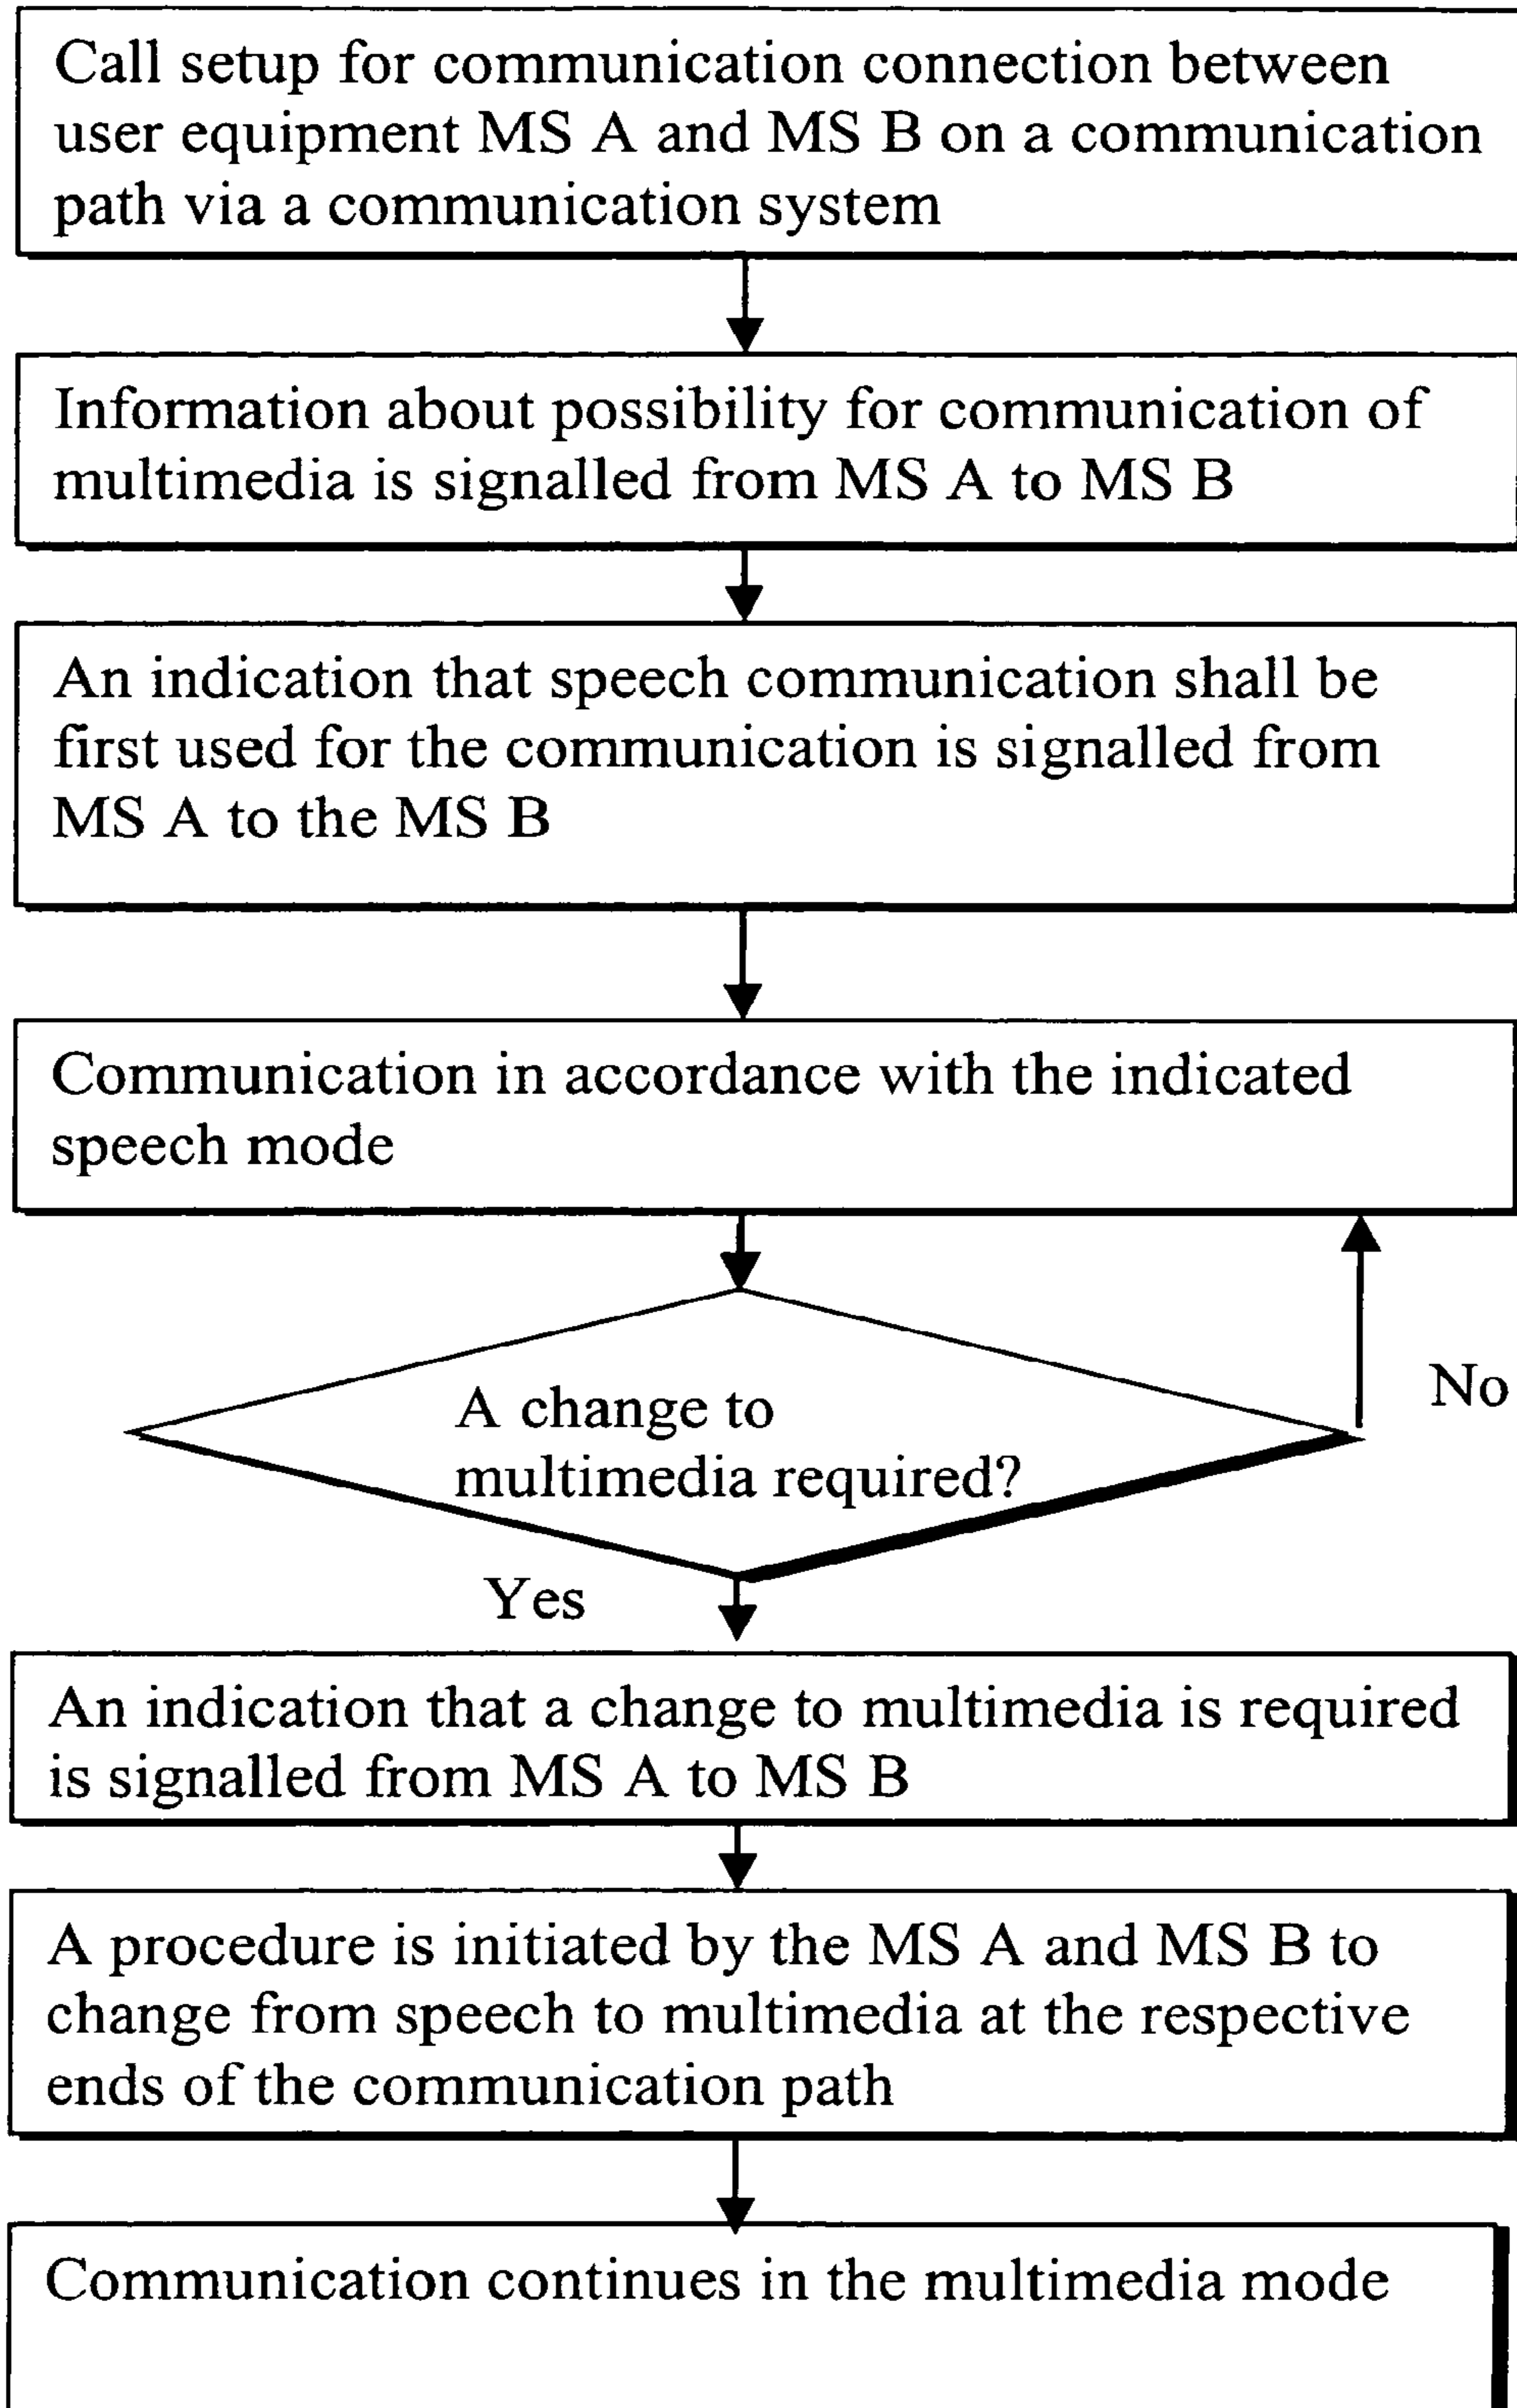 Call setup for communication connection between
user equipment MS A and MS B on a communication
path via a communication system
Information about possibility for communication of
multimedia is signalled from MS A to MS B
An indication that speech communication shall be
first used for the communication is signalled from
MS A to the MS B
Communication in accordance with the indicated
speech mode
No
A change to
multimedia required?
Yes
An indication that a change to multimedia is required
is signalled from MS A to MS B
A procedure is initiated by the MS A and MS B to
change from speech to multimedia at the respective
ends of the communication path
Communication continues in the multimedia mode